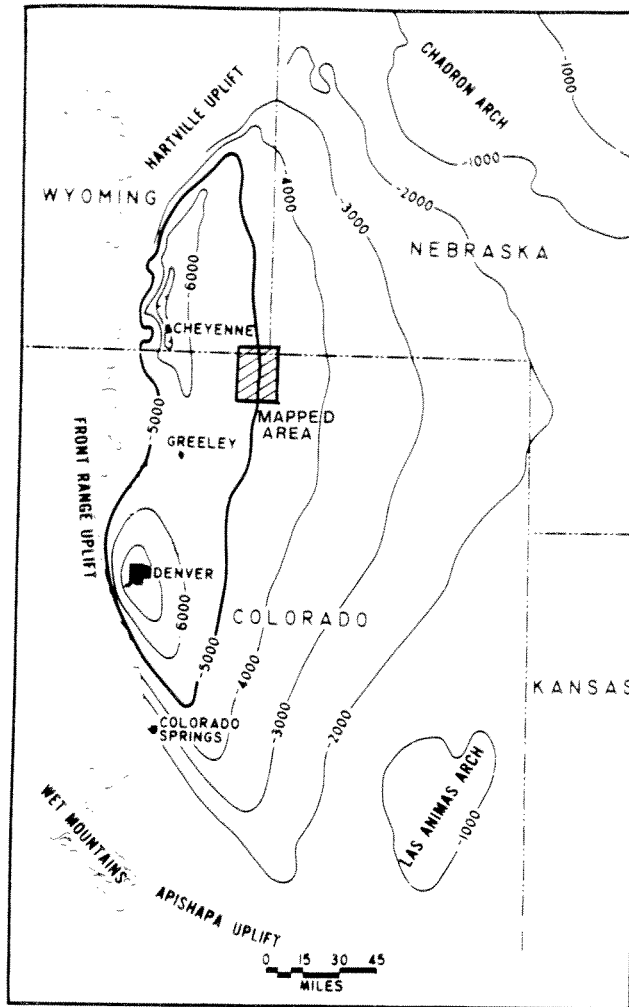 CHADRON ARCH
-1000
HARTVILLE UPLIFT
-1000
WYOMING
-4000
-3000
-2000
NEBRASKA
6000
CHEYENNE
MAPPED
AREA
-5000
GREELEY
FRONT RANGE UPLIFT
DENVER
6000
COLORADO
-5000
-4000
KANSAS
-3000
-2000
COLORADO
SPRINGS
LAS ANIMAS ARCH
-1000
WET MOUNTAINS
APISHAPA UPLIFT
0 15 30 45
MILES